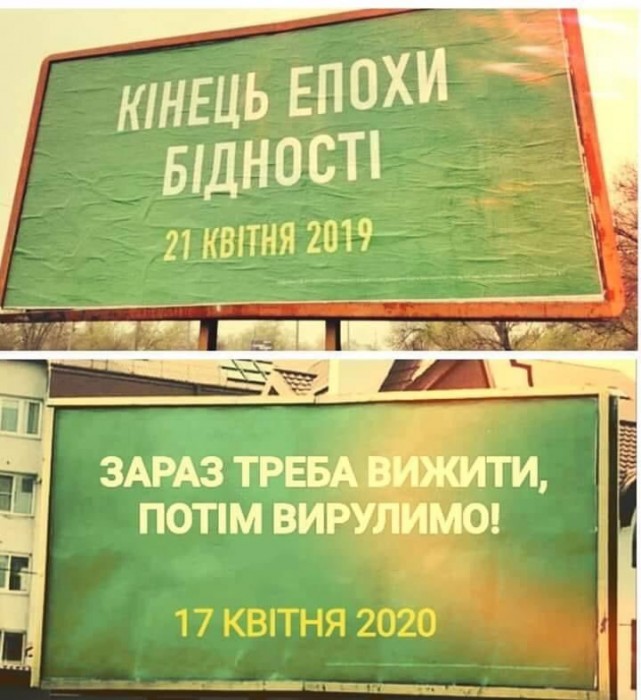 КІНЕЦЬ ЕПОХИ
БІДНОСТІ
21 КВІТНЯ 2019
ЗАРАЗ ТРЕБА ВИЖИТИ,
ПОТІМ ВИРУЛИМО!
17 КВІТНЯ 2020